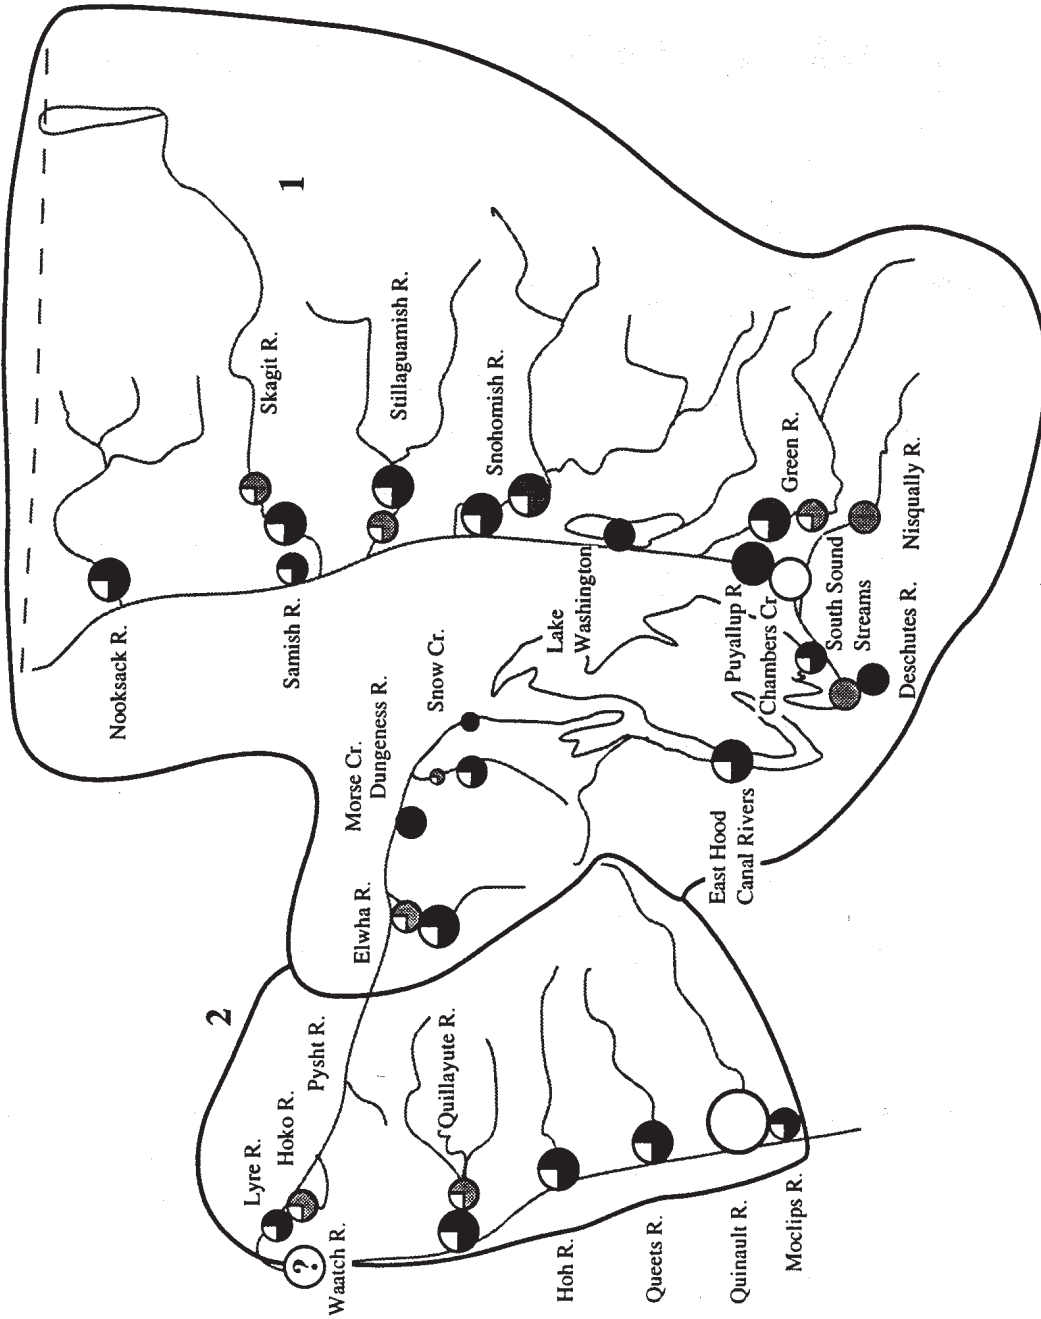 1
Skagit R.
Stillaguamish R.
Snohomish R.
Green R.
Nisqually R.
Nooksack R.
Samish R.
Lake
Washington
Puyallup R
Chambers Cr
South Sound
Streams
Deschutes R.
Snow Cr.
Morse Cr.
Dungeness R.
East Hood
Canal Rivers
Elwha R.
2
Pysht R.
Hoko R.
Lyre R.
Quillayute R.
?
Waatch R.
Hoh R.
Queets R.
Quinault R.
Moclips R.